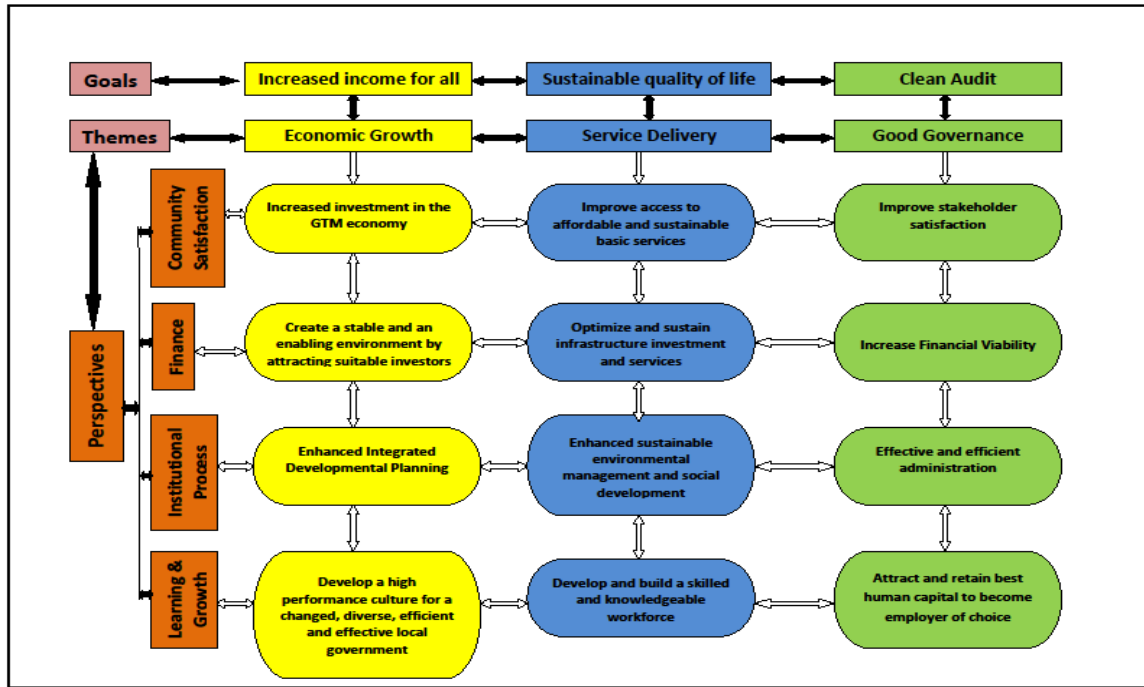 Goals
Increased income for all
Sustainable quality of life
Clean Audit
Themes
Economic Growth
Service Delivery
Good Governance
Perspectives
Community
Satisfaction
Increased investment in the
GTM economy
Improve access to
affordable and sustainable
basic services
Improve stakeholder
satisfaction
Finance
Create a stable and an
enabling environment by
attracting suitable investors
Optimize and sustain
infrastructure investment
and services
Increase Financial Viability
Institutional
Process
Enhanced Integrated
Developmental Planning
Enhanced sustainable
environmental
management and social
development
Effective and efficient
administration
Learning &
Growth
Develop a high
performance culture for a
changed, diverse, efficient
and effective local
government
Develop and build a skilled
and knowledgeable
workforce
Attract and retain best
human capital to become
employer of choice